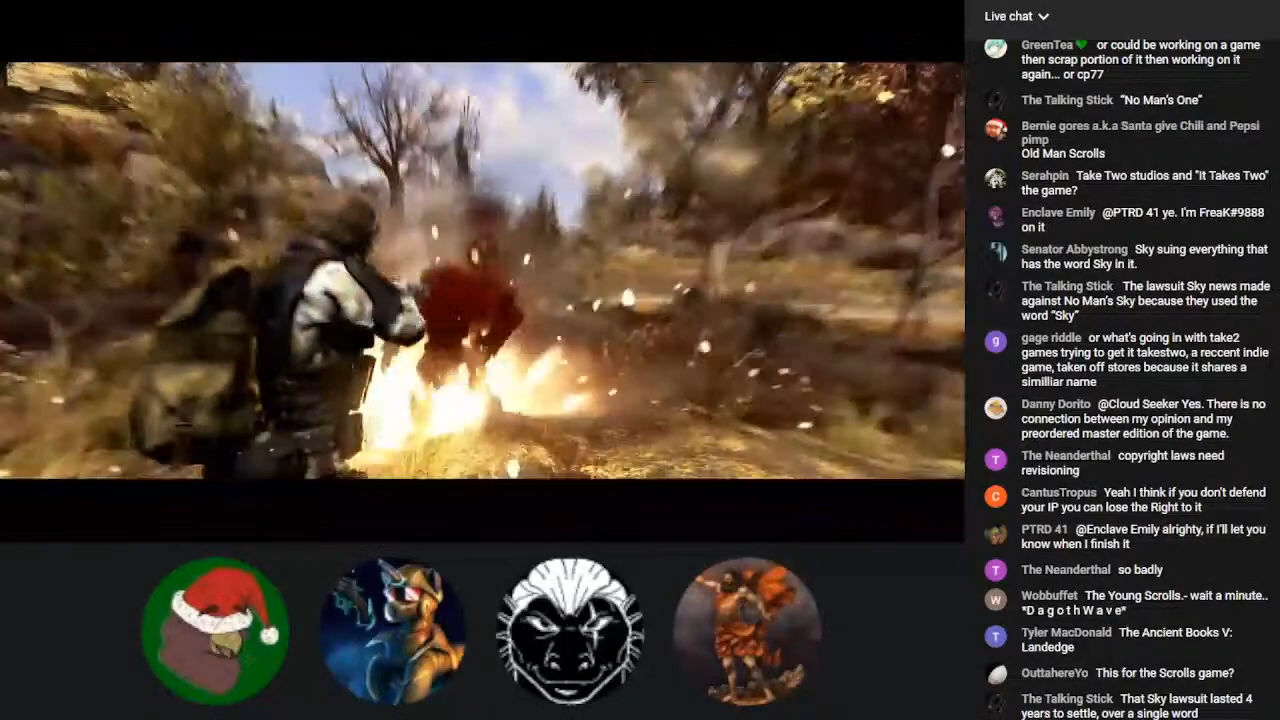 Live chat
GreenTea💚 or could be working on a game
then scrap portion of it then working on it
again... or cp77
The Talking Stick “No Man's One”
Bernie gores a.k.a Santa give Chili and Pepsi
pimp
Old Man Scrolls
Serahpin Take Two studios and "It Takes Two"
the game?
Enclave Emily @PTRD 41 ye. I'm FreaK#9888
on it
Senator Abbystrong Sky suing everything that
has the word Sky in it.
The Talking Stick The lawsuit Sky news made
against No Man's Sky because they used the
word “Sky”
g
gage riddle or what's going in with take2
games trying to get it takestwo, a reccent indie
game, taken off stores because it shares a
similliar name
Danny Dorito @Cloud Seeker Yes. There is no
connection between my opinion and my
preordered master edition of the game.
T
The Neanderthal copyright laws need
revisioning
C
CantusTropus Yeah I think if you don't defend
your IP you can lose the Right to it
PTRD 41 @Enclave Emily alrighty, if I'll let you
know when I finish it
T
The Neanderthal so badly
W
Wobbuffet The Young Scrolls.- wait a minute..
*D a g o t h W a v e*
T
Tyler MacDonald The Ancient Books V:
Landedge
OuttahereYo This for the Scrolls game?
The Talking Stick That Sky lawsuit lasted 4
years to settle, over a single word